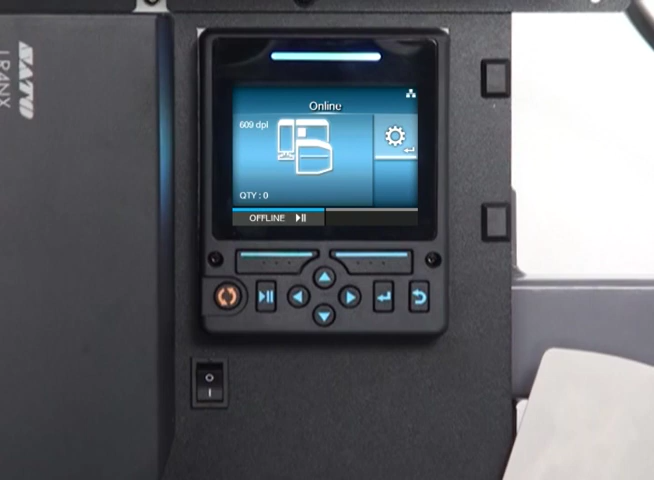 SATO
LR4NX
Online
609 dpi
QTY : 0
OFFLINE